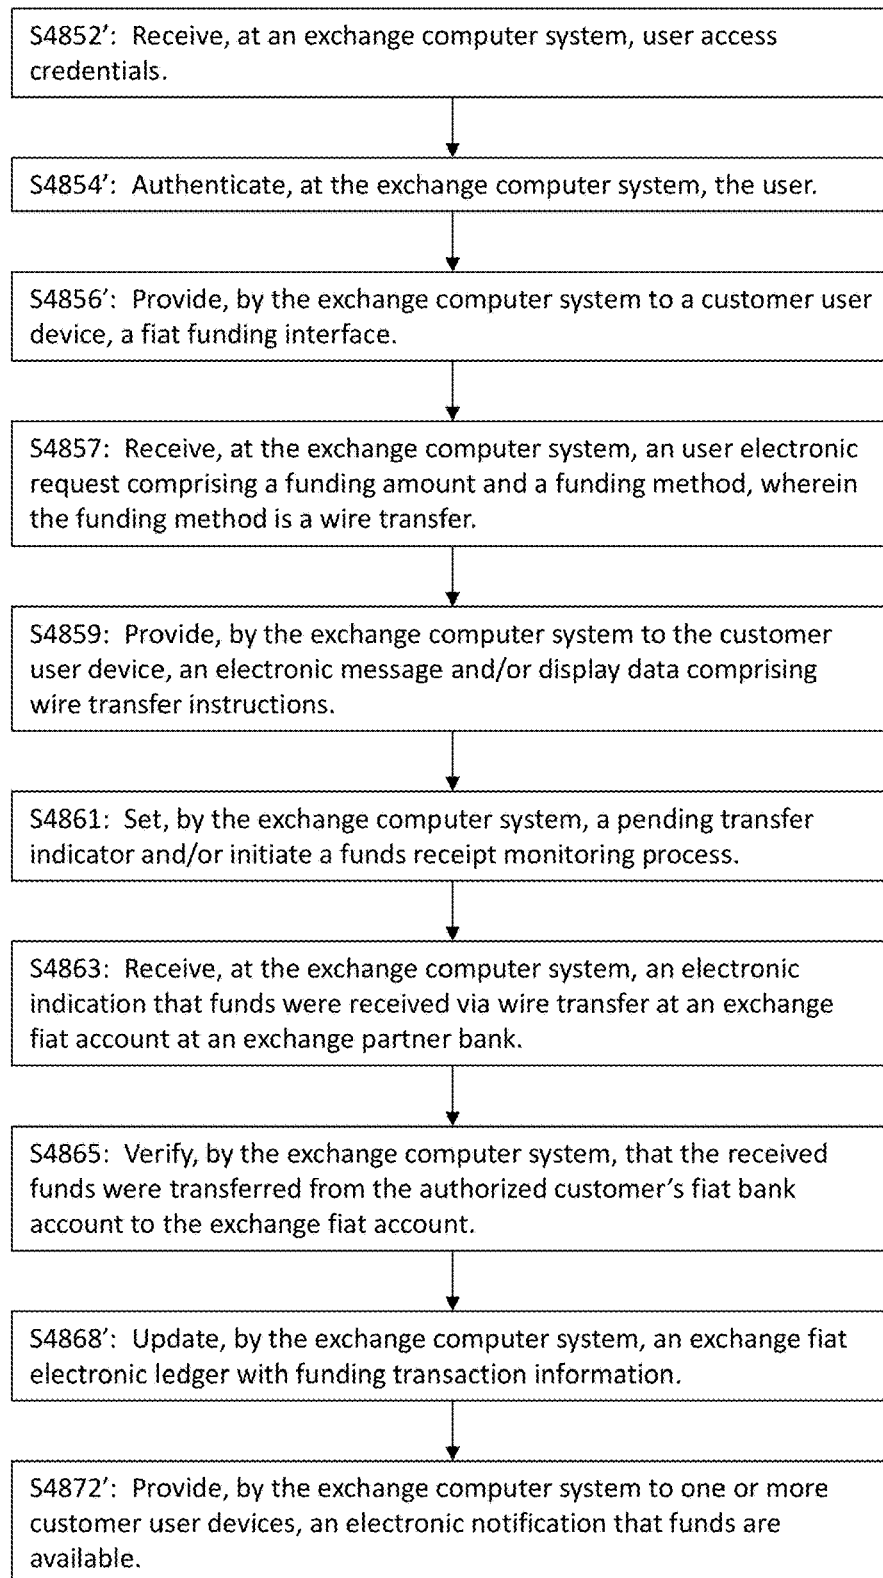 S4852’: Receive, at an exchange computer system, user access
credentials.
S4854’: Authenticate, at the exchange computer system, the user.
S4856’: Provide, by the exchange computer system to a customer user
device, a fiat funding interface.
S4857: Receive, at the exchange computer system, an user electronic
request comprising a funding amount and a funding method, wherein
the funding method is a wire transfer.
S4859: Provide, by the exchange computer system to the customer
user device, an electronic message and/or display data comprising
wire transfer instructions.
S4861: Set, by the exchange computer system, a pending transfer
indicator and/or initiate a funds receipt monitoring process.
S4863: Receive, at the exchange computer system, an electronic
indication that funds were received via wire transfer at an exchange
fiat account at an exchange partner bank.
S4865: Verify, by the exchange computer system, that the received
funds were transferred from the authorized customer’s fiat bank
account to the exchange fiat account.
S4868’: Update, by the exchange computer system, an exchange fiat
electronic ledger with funding transaction information.
S4872’: Provide, by the exchange computer system to one or more
customer user devices, an electronic notification that funds are
available.